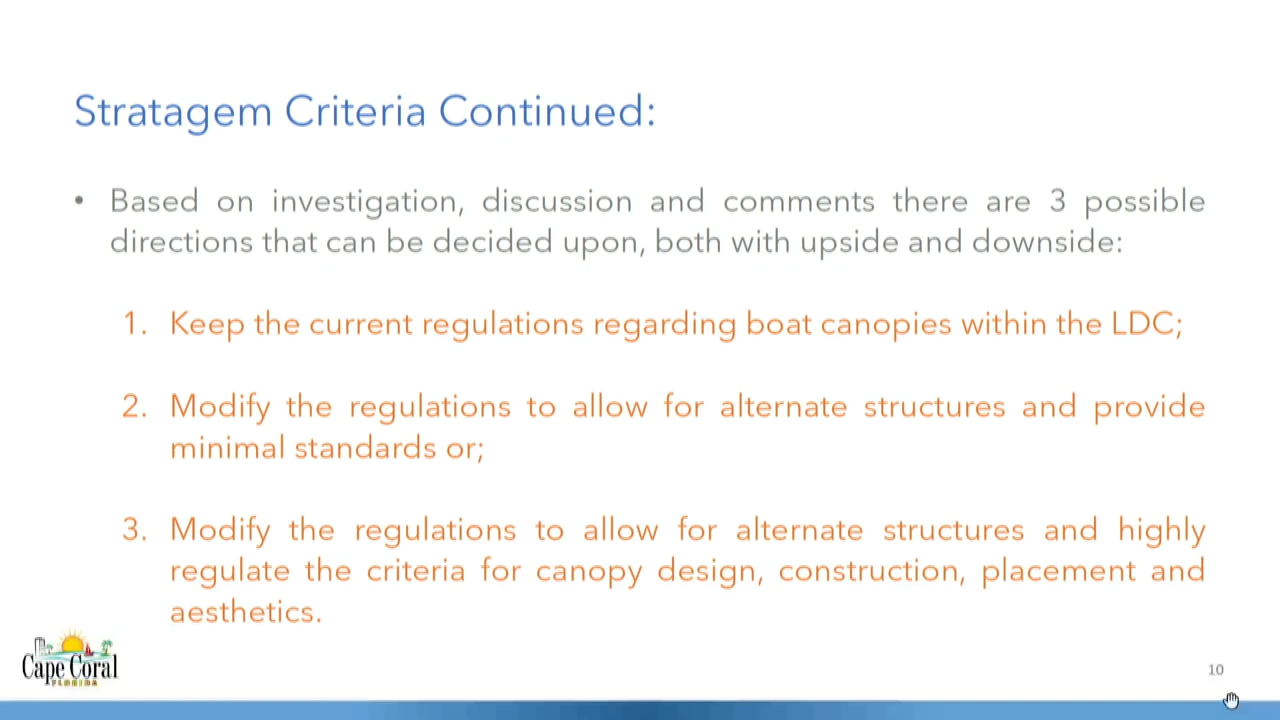 Stratagem Criteria Continued:
• Based on investigation, discussion and comments there are 3 possible
directions that can be decided upon, both with upside and downside:
1. Keep the current regulations regarding boat canopies within the LDC;
2. Modify the regulations to allow for alternate structures and provide
minimal standards or;
3. Modify the regulations to allow for alternate structures and highly
regulate the criteria for canopy design, construction, placement and
aesthetics.
Cape Coral
FLORIDA
10